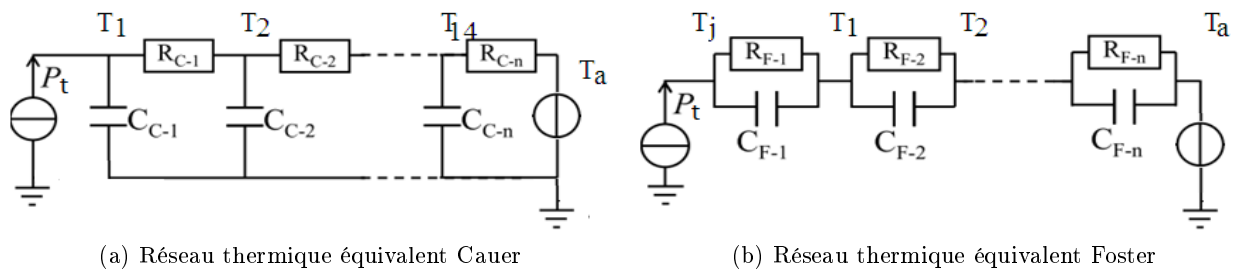 T1 T2 T14 Ta
RC-1 RC-2 RC-n
Pt
CC-1 CC-2 CC-n
(a) Réseau thermique équivalent Cauer
Tj T1 T2 Ta
RF-1 RF-2 RF-n
Pt
CF-1 CF-2 CF-n
(b) Réseau thermique équivalent Foster